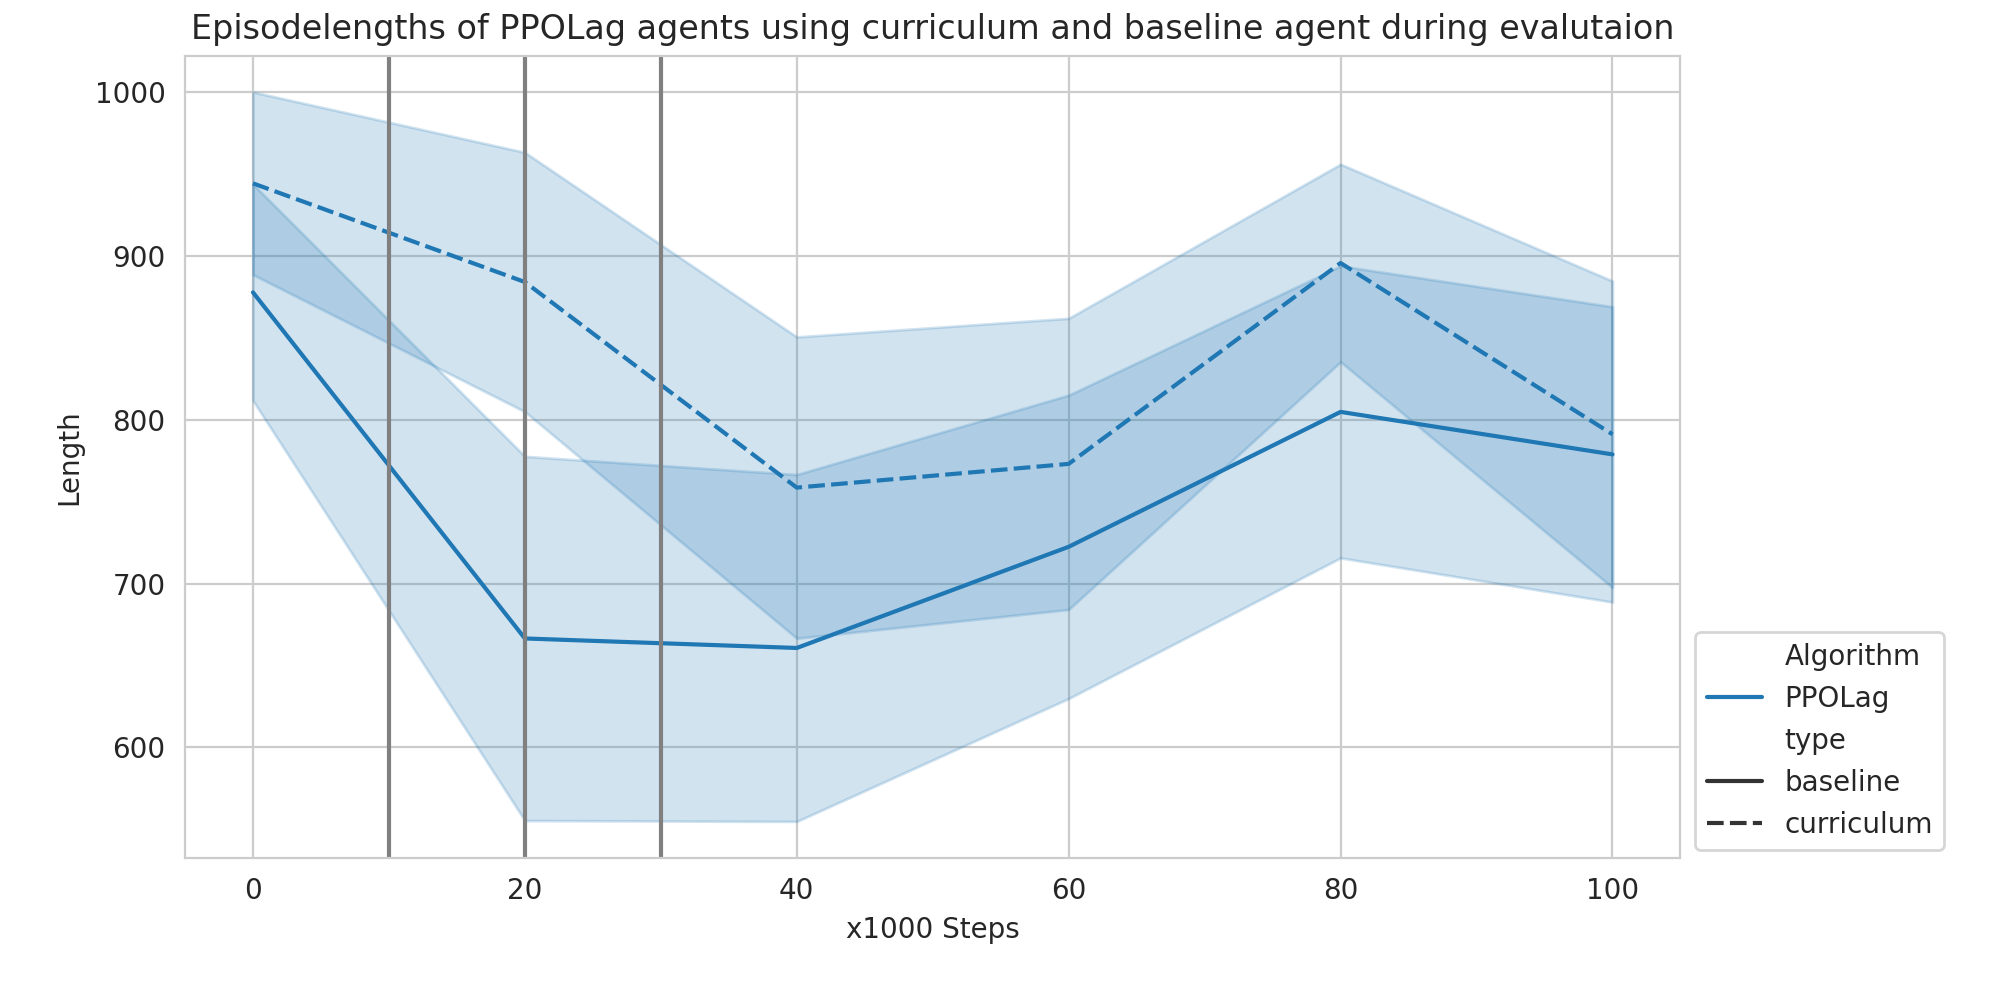 Episodelengths of PPOLag agents using curriculum and baseline agent during evalutaion
1000
900
800
700
600
Length
0 20 40 60 80 100
x1000 Steps
Algorithm
PPOLag
type
baseline
curriculum